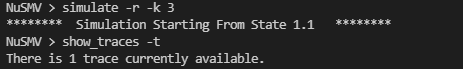 NuSMV > simulate -r -k 3
******** Simulation Starting From State 1.1 ********
NuSMV > show_traces -t
There is 1 trace currently available.